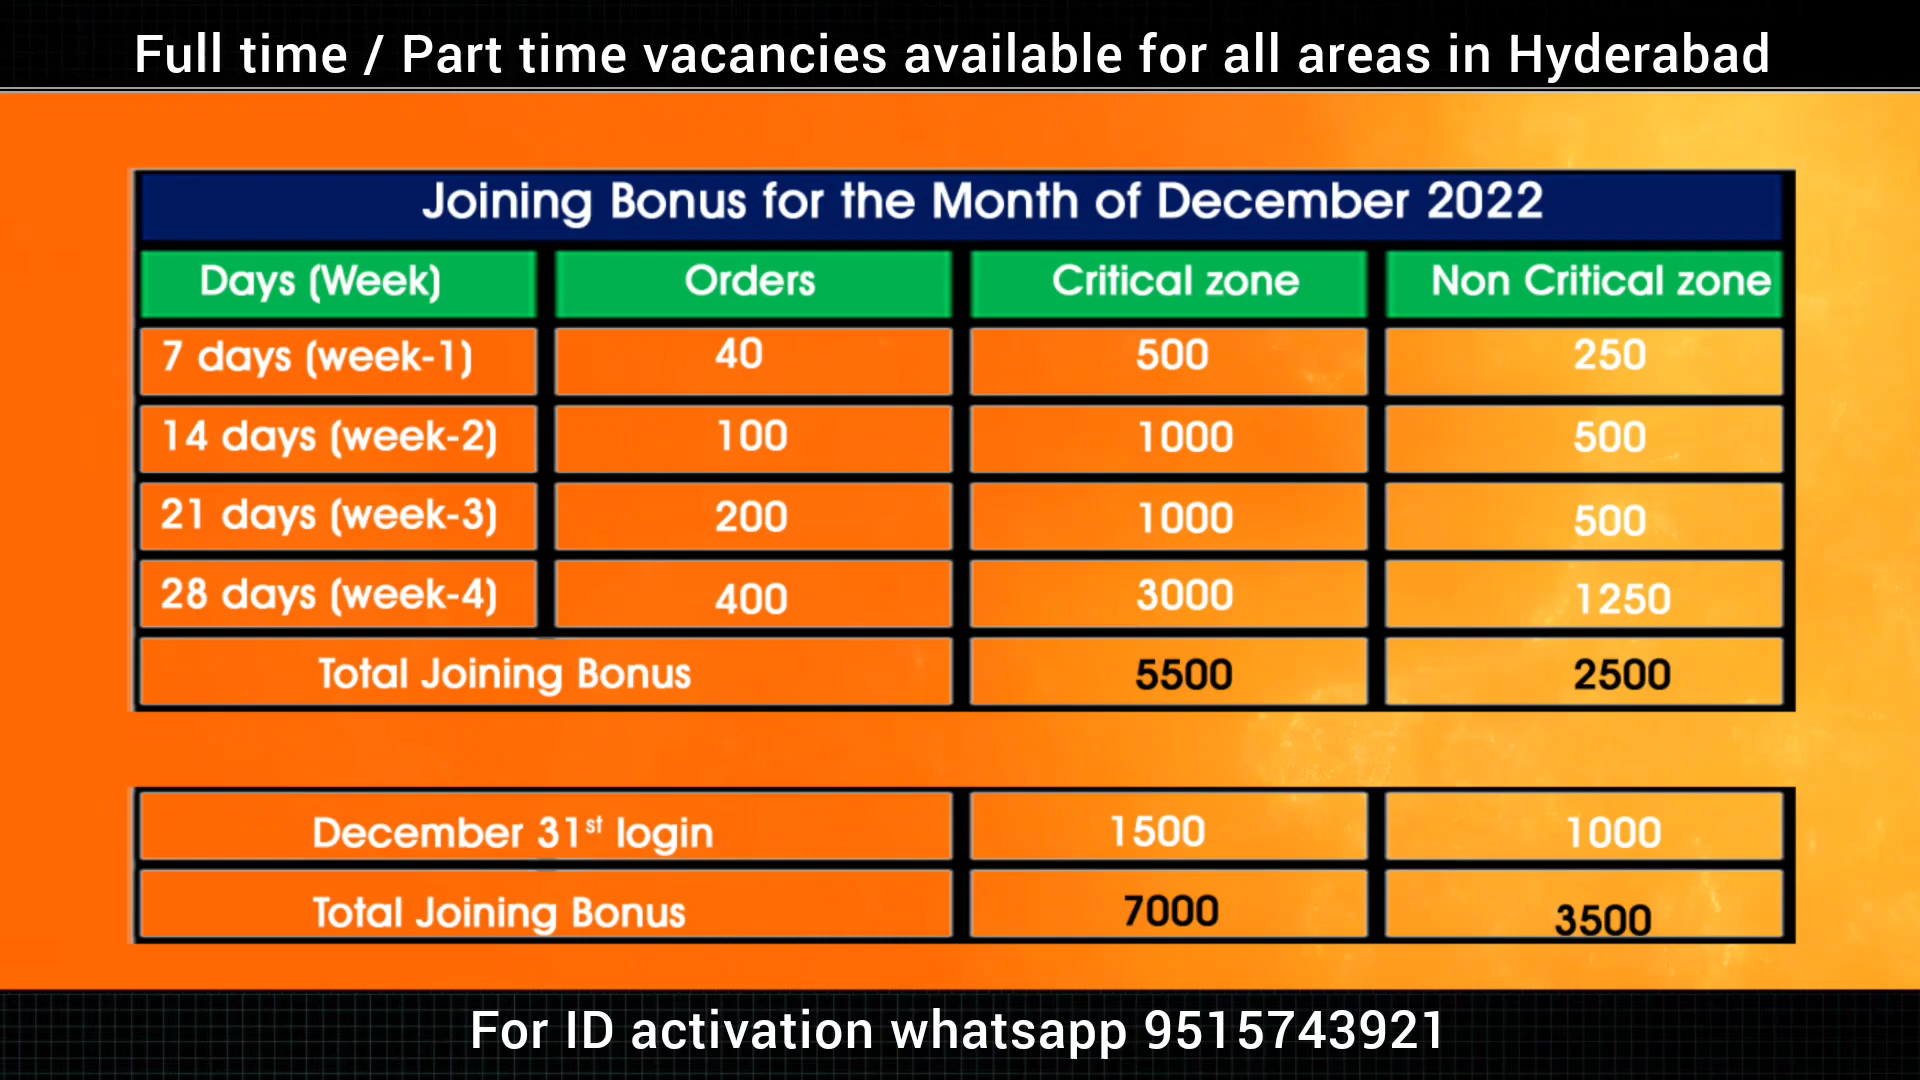 Full time / Part time vacancies available for all areas in Hyderabad
Joining Bonus for the Month of December 2022
Days (Week) Orders Critical zone Non Critical zone
7 days (week-1) 40 500 250
14 days (week-2) 100 1000 500
21 days (week-3) 200 1000 500
28 days (week-4) 400 3000 1250
Total Joining Bonus 5500 2500
December 31st login 1500 1000
Total Joining Bonus 7000 3500
For ID activation whatsapp 9515743921